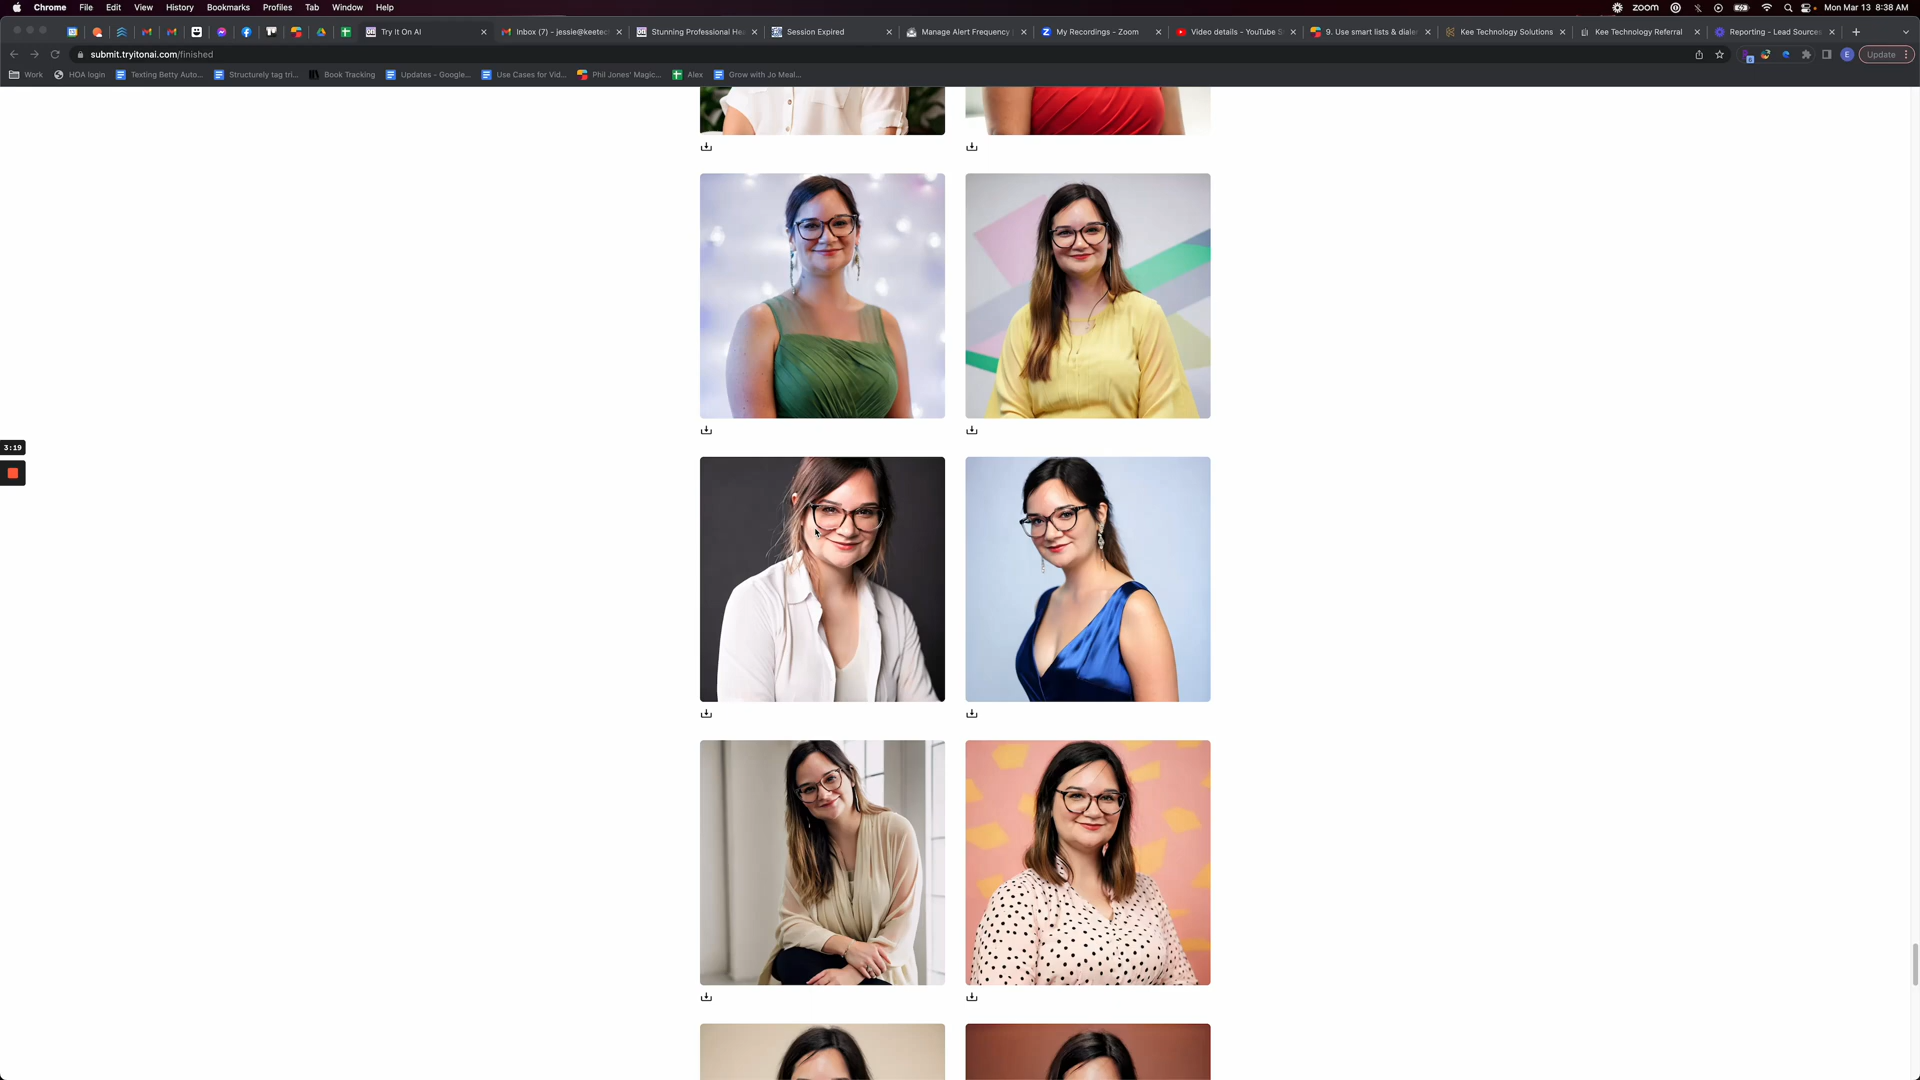 Chrome File Edit View History Bookmarks Profiles Tab Window Help zoom Mon Mar 13 8:38 AM
Try It On AI Inbox (7) - jessie@keetec Stunning Professional He Session Expired Manage Alert Frequency My Recordings - Zoom Video details - YouTube S 9. Use smart lists & diale Kee Technology Solutions Kee Technology Referral Reporting - Lead Sources
submit.tryitonai.com/finished E Update
Work HOA login Texting Betty Auto... Structurely tag tri... Book Tracking Updates - Google... Use Cases for Vid... Phil Jones' Magic... Alex Grow with Jo Meal...
3:19